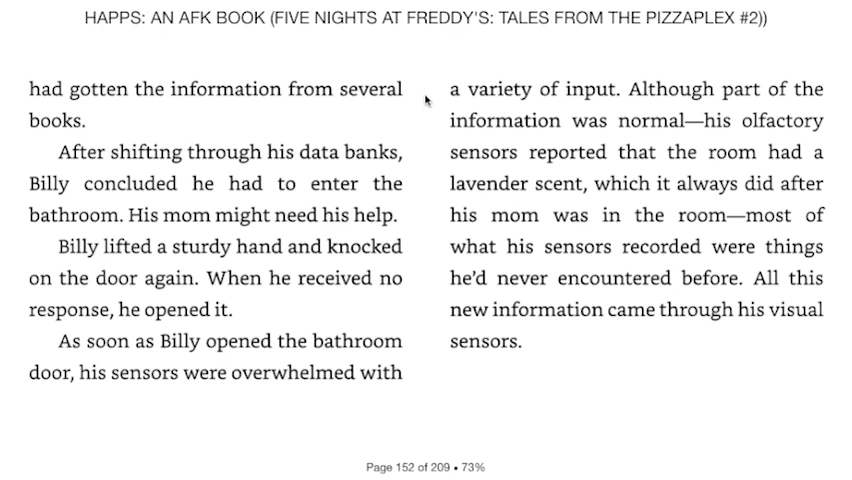 HAPPS: AN AFK BOOK (FIVE NIGHTS AT FREDDY'S: TALES FROM THE PIZZAPLEX #2))
had gotten the information from several
books.
After shifting through his data banks,
Billy concluded he had to enter the
bathroom. His mom might need his help.
Billy lifted a sturdy hand and knocked
on the door again. When he received no
response, he opened it.
As soon as Billy opened the bathroom
door, his sensors were overwhelmed with
a variety of input. Although part of the
information was normal—his olfactory
sensors reported that the room had a
lavender scent, which it always did after
his mom was in the room—most of
what his sensors recorded were things
he'd never encountered before. All this
new information came through his visual
sensors.
Page 152 of 209 • 73%